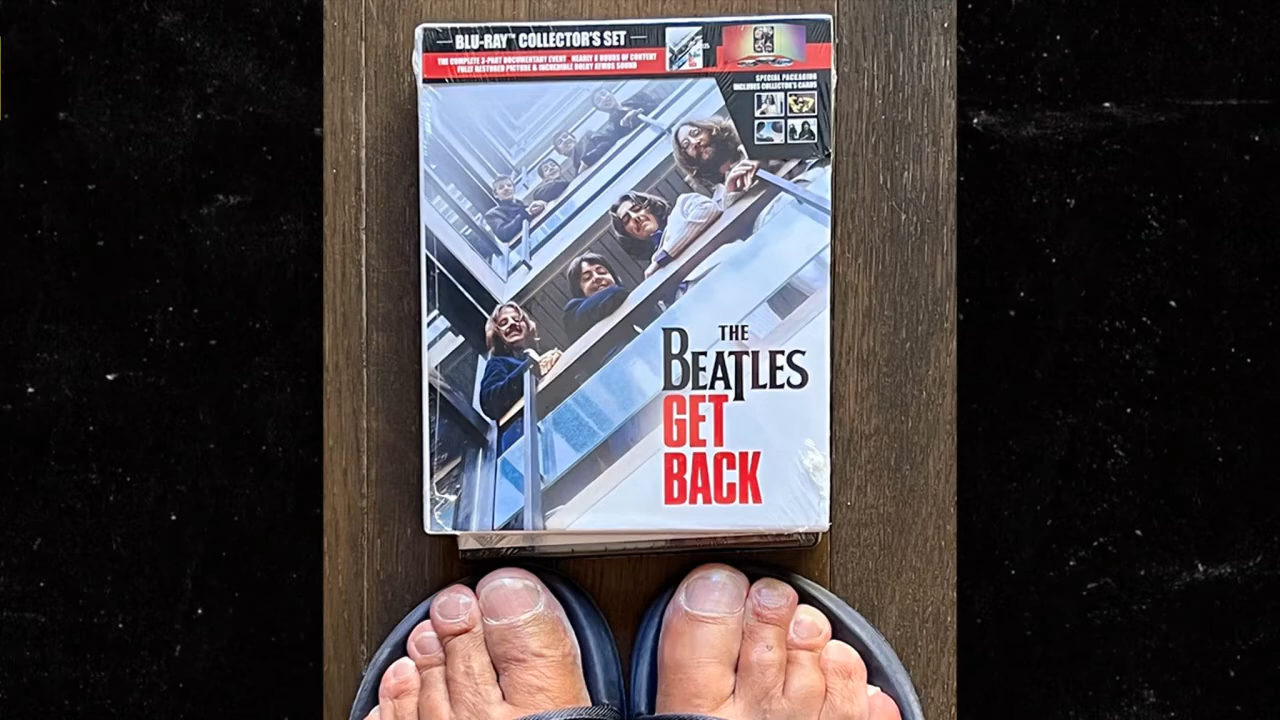 BLU-RAY™ COLLECTOR'S SET
THE COMPLETE 3-PART DOCUMENTARY EVENT NEARLY 8 HOURS OF CONTENT
FULLY RESTORED PICTURE & INCREDIBLE DOLBY ATMOS SOUND
SPECIAL PACKAGING
INCLUDES COLLECTOR'S CARDS
THE
BEATLES
GET
BACK